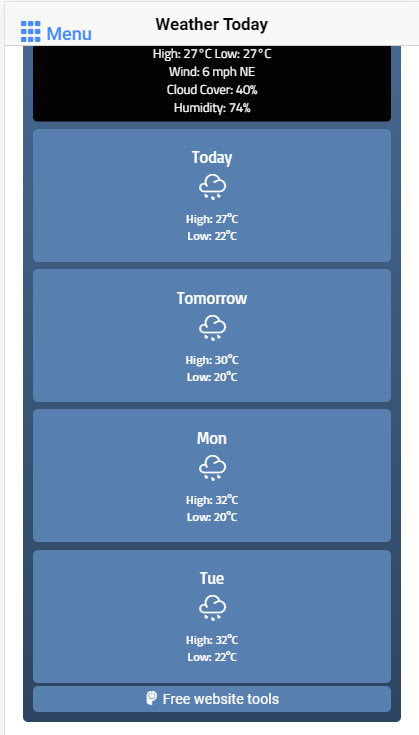 Menu
Weather Today
High: 27°C Low: 27°C
Wind: 6 mph NE
Cloud Cover: 40%
Humidity: 74%
Today
High: 27°C
Low: 22°C
Tomorrow
High: 30°C
Low: 20°C
Mon
High: 32°C
Low: 20°C
Tue
High: 32°C
Low: 22°C
Free website tools